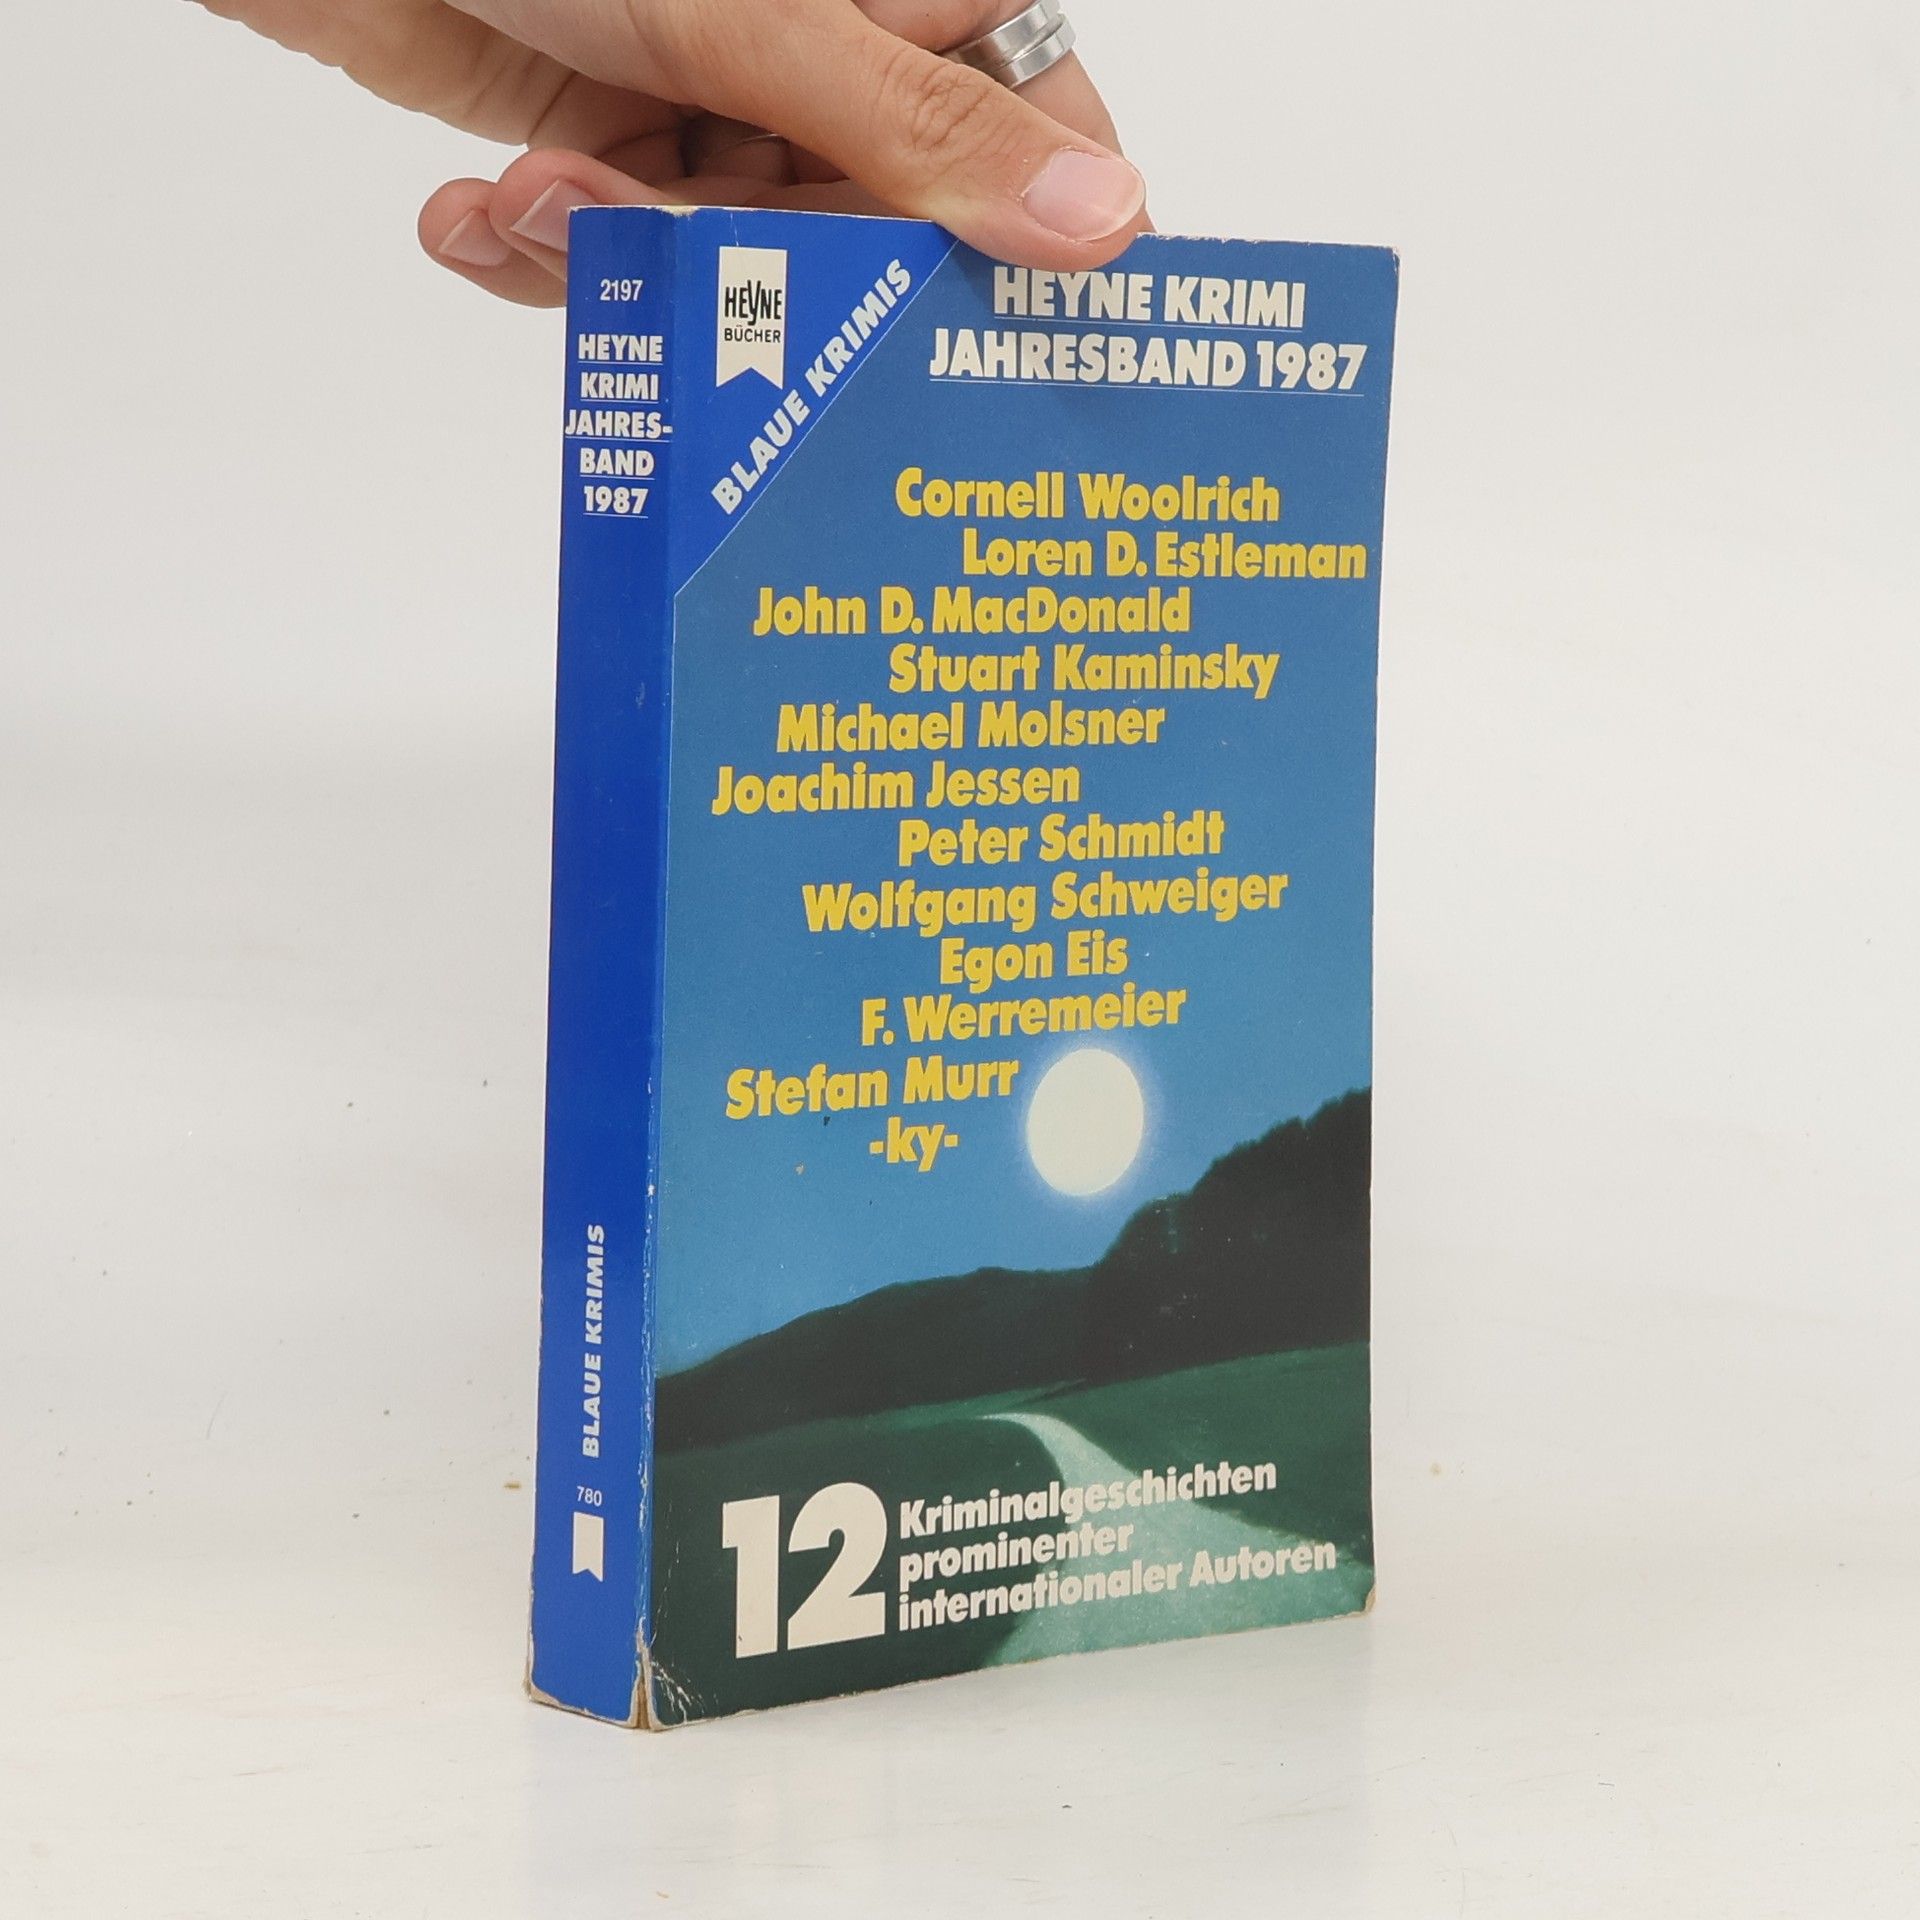 2197
HEYNE
KRIMI
JAHRES-
BAND
1987
BLAUE KRIMIS
780
HEYNE
BÜCHER
BLAUE KRIMIS
HEYNE KRIMI
JAHRESBAND 1987
Cornell Woolrich
Loren D. Estleman
John D. MacDonald
Stuart Kaminsky
Michael Molsner
Joachim Jessen
Peter Schmidt
Wolfgang Schweiger
Egon Eis
F. Werremeier
Stefan Murr
-ky-
12 Kriminalgeschichten
prominenter
internationaler Autoren